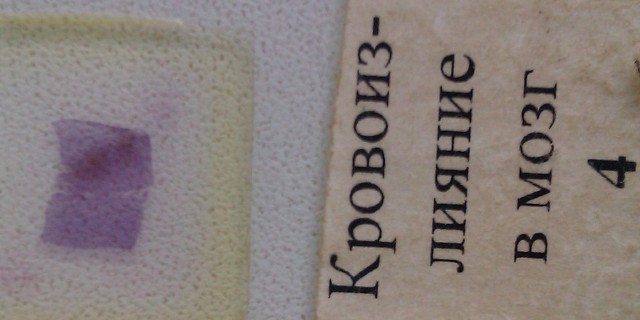 Кровоиз-
лияние
в мозг
4